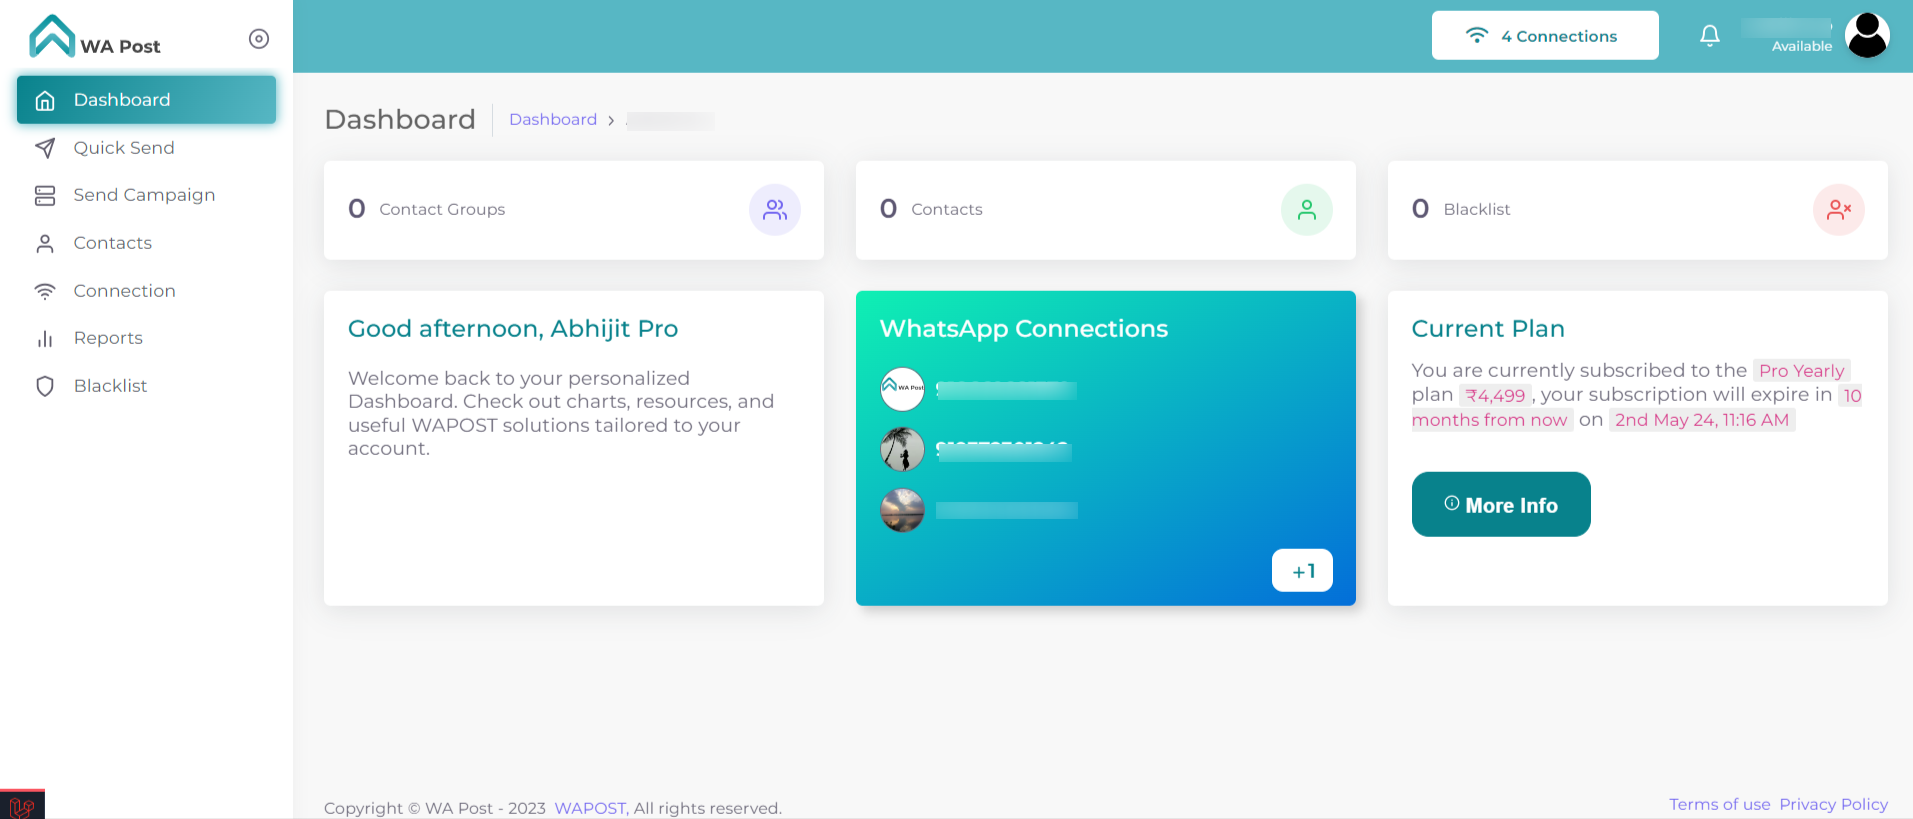 WA Post
4 Connections
Available
Dashboard
Quick Send
Send Campaign
Contacts
Connection
Reports
Blacklist
Dashboard
Dashboard >
0 Contact Groups
0 Contacts
0 Blacklist
Good afternoon, Abhijit Pro
Welcome back to your personalized
Dashboard. Check out charts, resources, and
useful WAPOST solutions tailored to your
account.
WhatsApp Connections
WA Post
+1
Current Plan
You are currently subscribed to the Pro Yearly
plan ₹4,499 , your subscription will expire in 10
months from now on 2nd May 24, 11:16 AM
More Info
Copyright © WA Post - 2023 WAPOST, All rights reserved.
Terms of use Privacy Policy